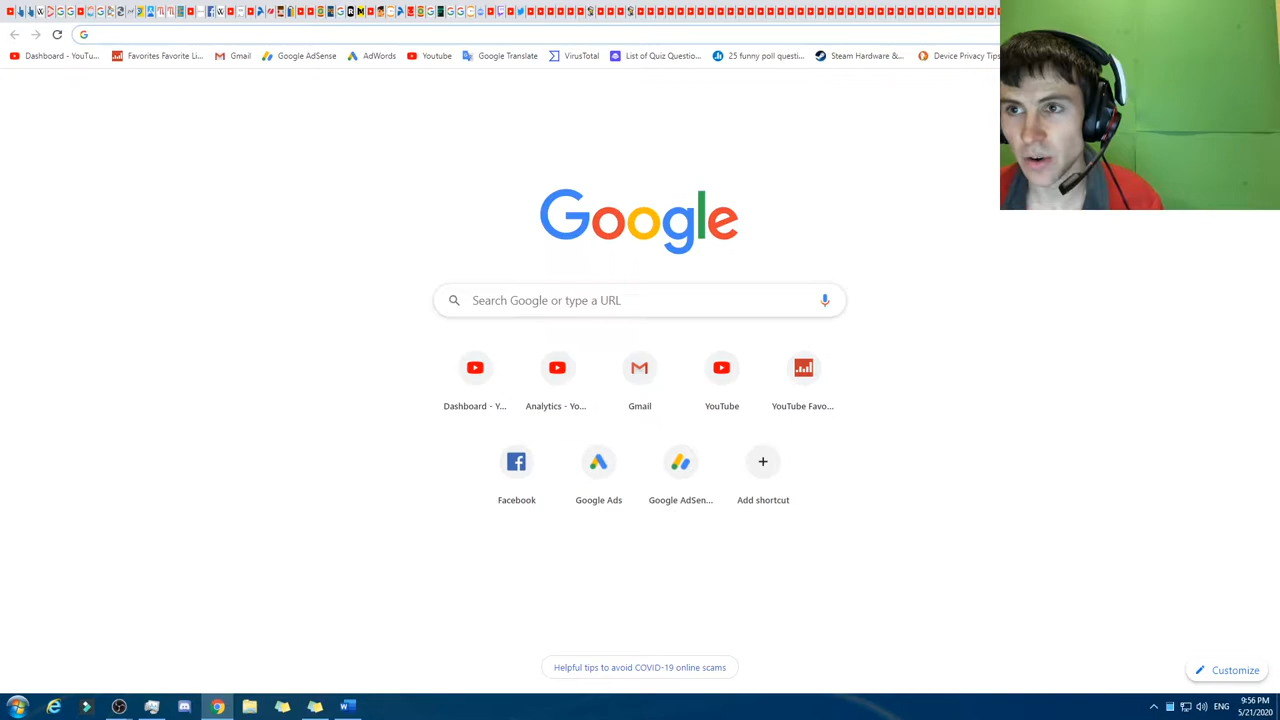 Dashboard - YouTu...
Favorites Favorite Li...
Gmail
Google AdSense
AdWords
Youtube
Google Translate
VirusTotal
List of Quiz Questio...
25 funny poll questi...
Steam Hardware &...
Device Privacy Tips
Google
Search Google or type a URL
Dashboard - Y...
Analytics - Yo...
Gmail
YouTube
YouTube Favo...
Facebook
Google Ads
Google AdSen...
Add shortcut
Helpful tips to avoid COVID-19 online scams
Customize
ENG
9:56 PM
5/21/2020